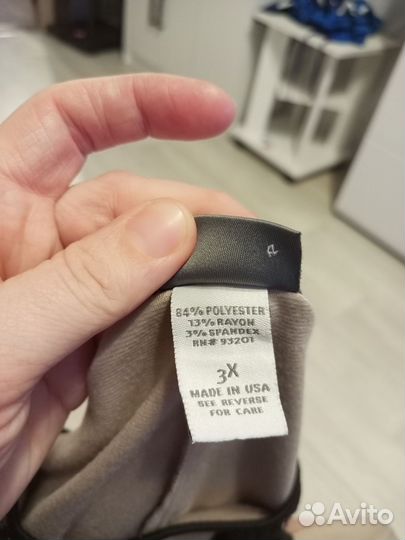 84% POLYESTER
13% RAYON
3% SPANDEX
RN# 93201
3X
MADE IN USA
SEE REVERSE
FOR CARE
Avito